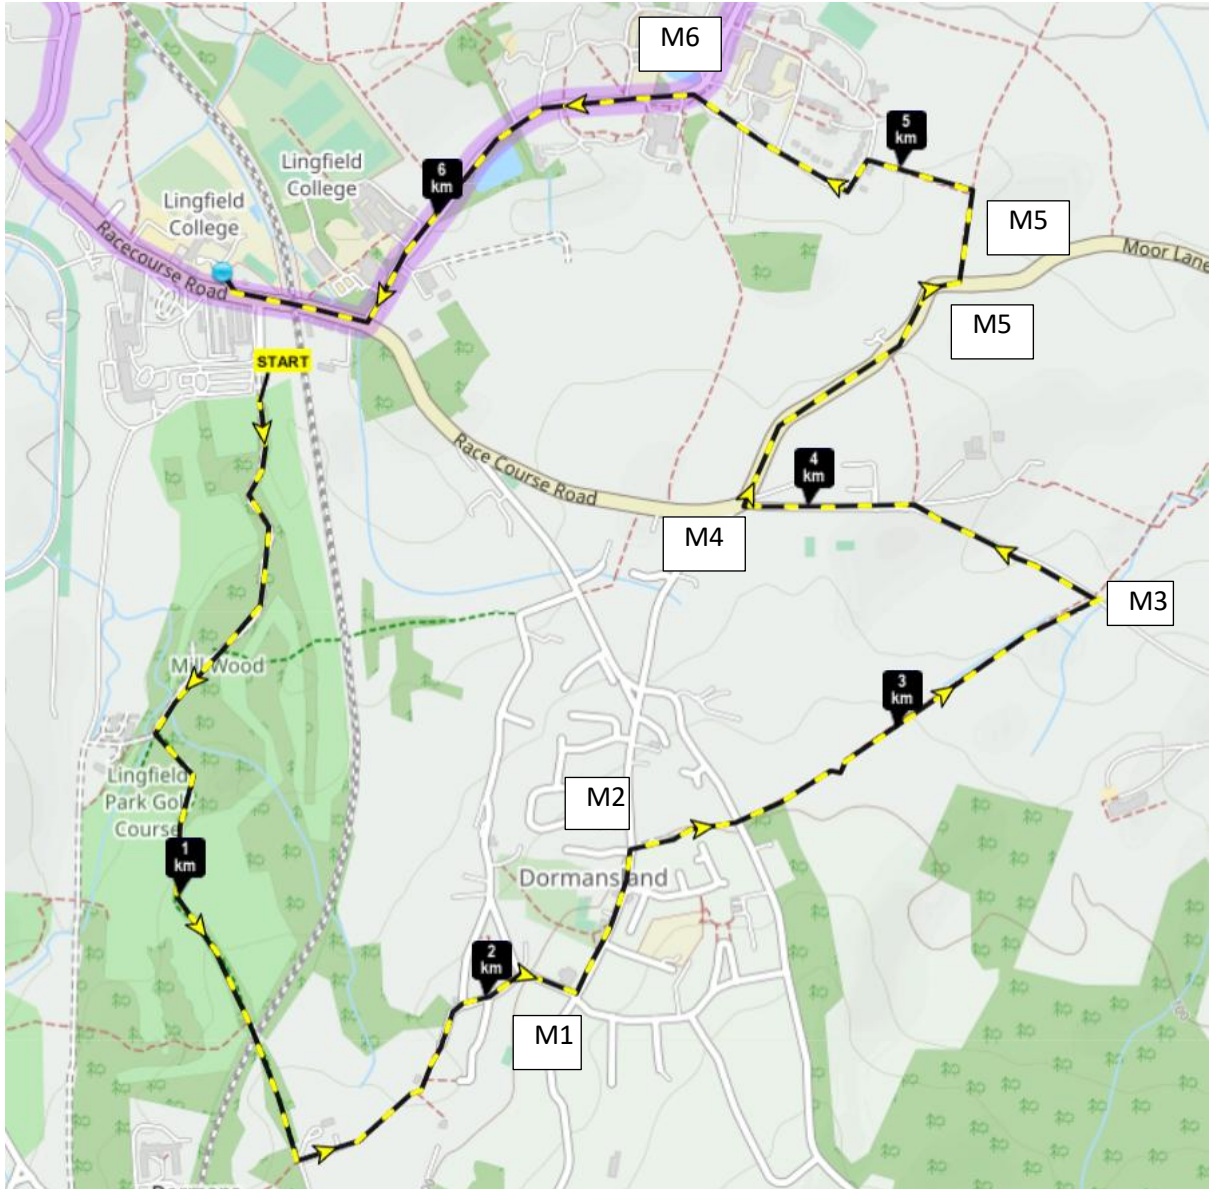 M6
5
km
Lingfield
College
6
km
Lingfield
College
M5
Racecourse Road
Moor Lane
M5
START
Race Course Road
4
km
M4
M3
Mill Wood
3
km
Lingfield
Park Golf
Course
M2
1
km
Dormansland
2
km
M1